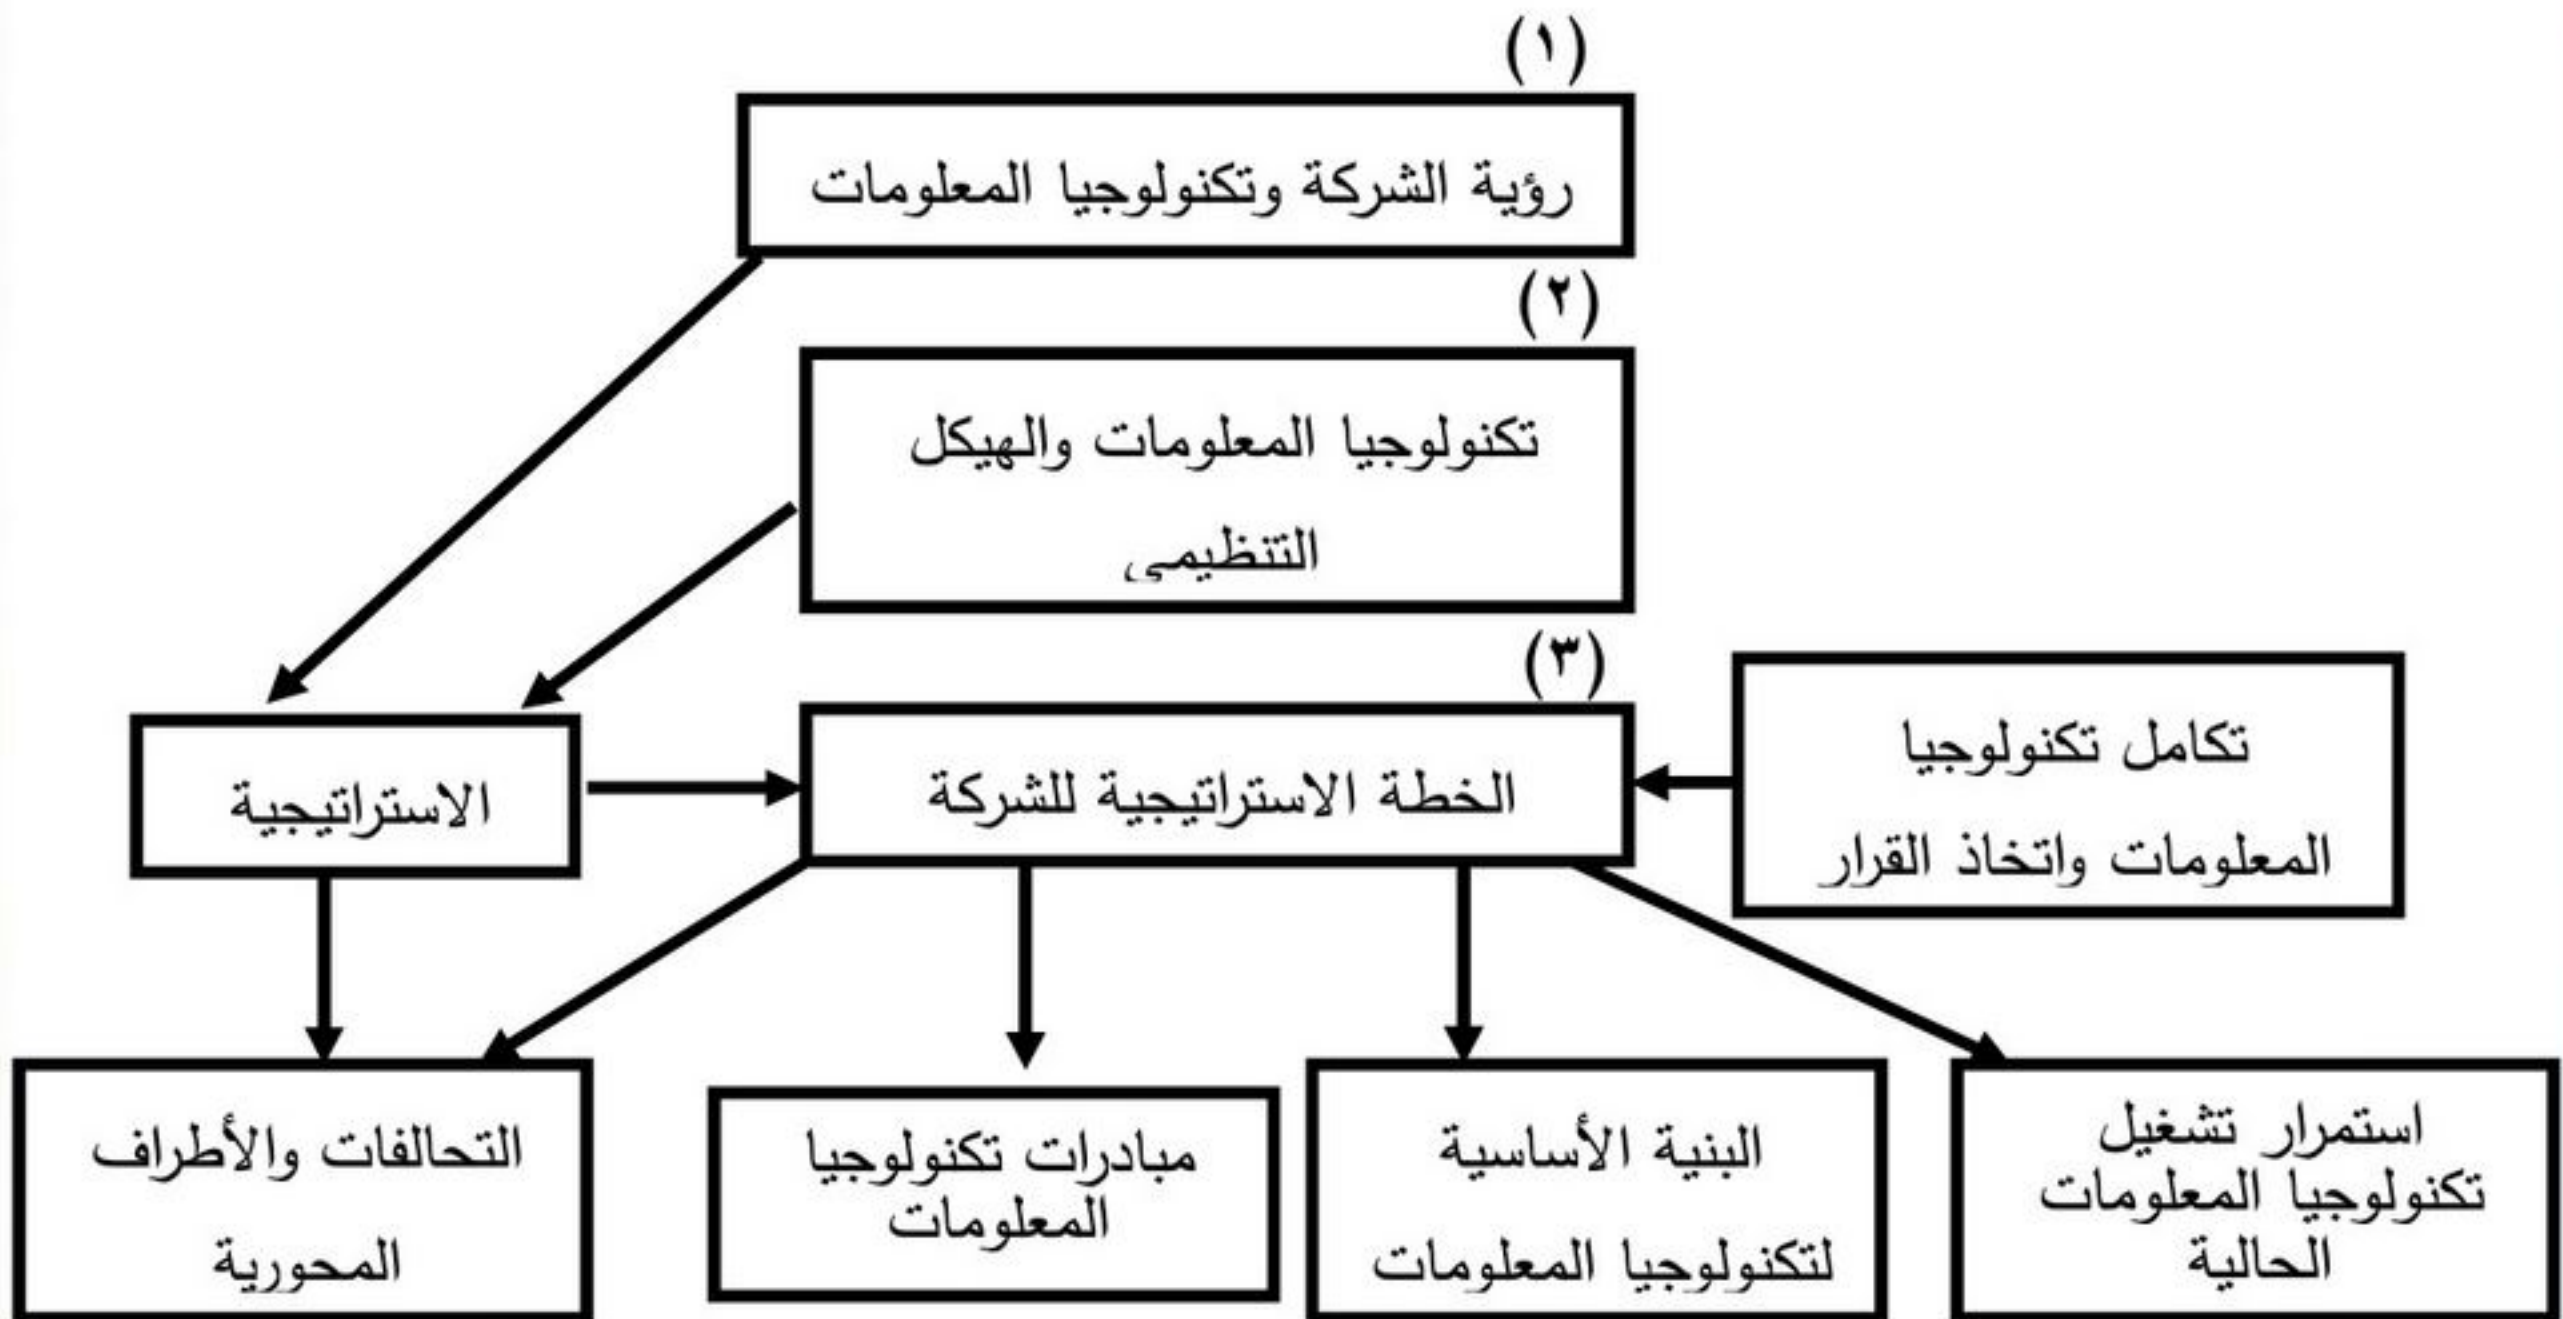 (١)
رؤية الشركة وتكنولوجيا المعلومات
(٢)
تكنولوجيا المعلومات والهيكل
التنظيمى
(٣)
تكامل تكنولوجيا
المعلومات واتخاذ القرار
الخطة الاستراتيجية للشركة
الاستراتيجية
استمرار تشغيل
تكنولوجيا المعلومات
الحالية
البنية الأساسية
لتكنولوجيا المعلومات
مبادرات تكنولوجيا
المعلومات
التحالفات والأطراف
المحورية